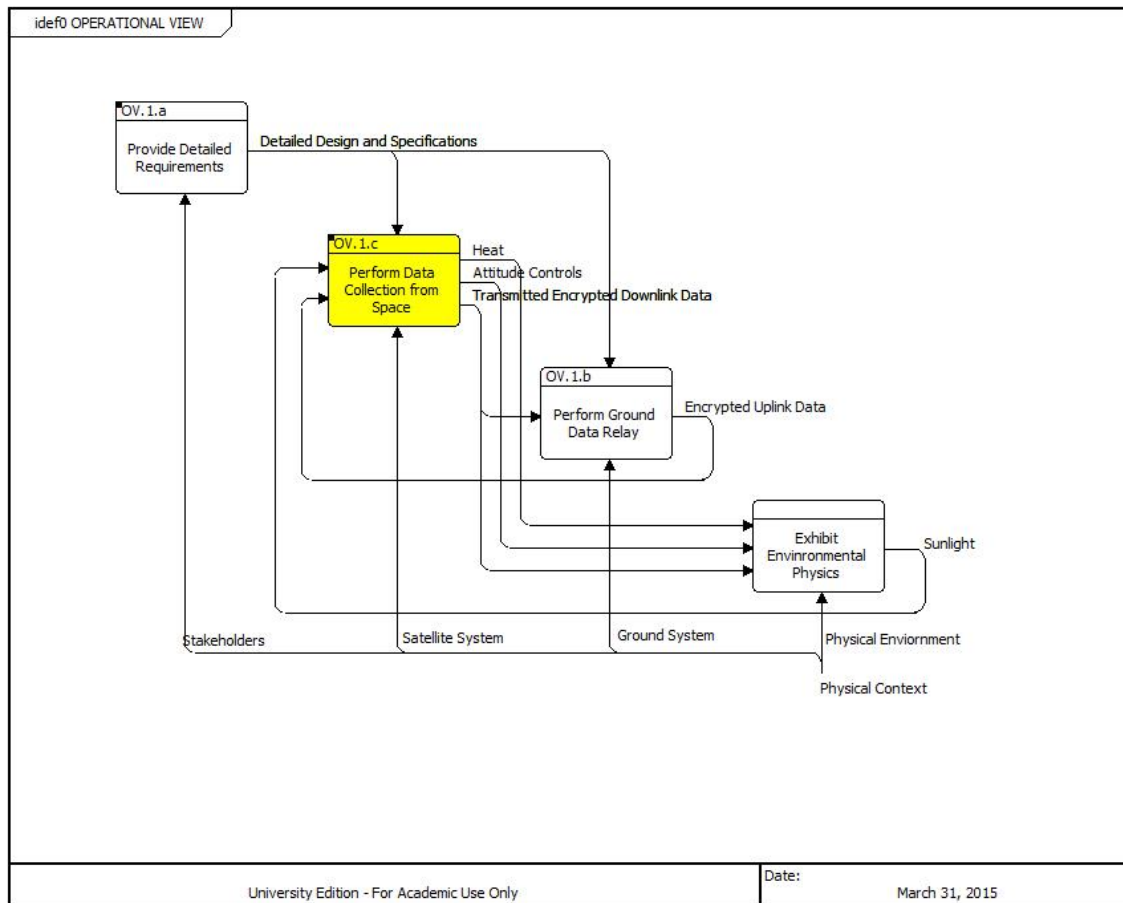 idef0 OPERATIONAL VIEW
OV.1.a
Provide Detailed
Requirements
Detailed Design and Specifications
OV.1.c
Perform Data
Collection from
Space
Heat
Attitude Controls
Transmitted Encrypted Downlink Data
OV.1.b
Perform Ground
Data Relay
Encrypted Uplink Data
Exhibit
Envinronmental
Physics
Sunlight
Stakeholders
Satellite System
Ground System
Physical Enviornment
Physical Context
University Edition - For Academic Use Only
Date:
March 31, 2015